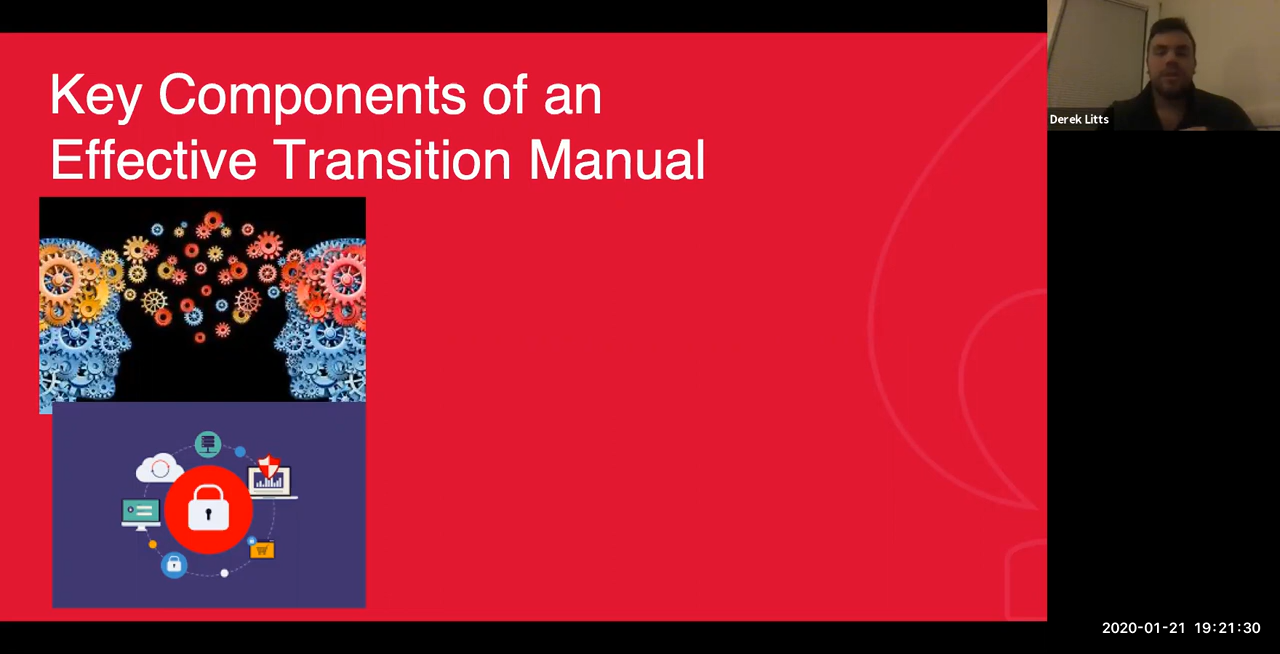 Key Components of an
Effective Transition Manual
Derek Litts
2020-01-21 19:21:30